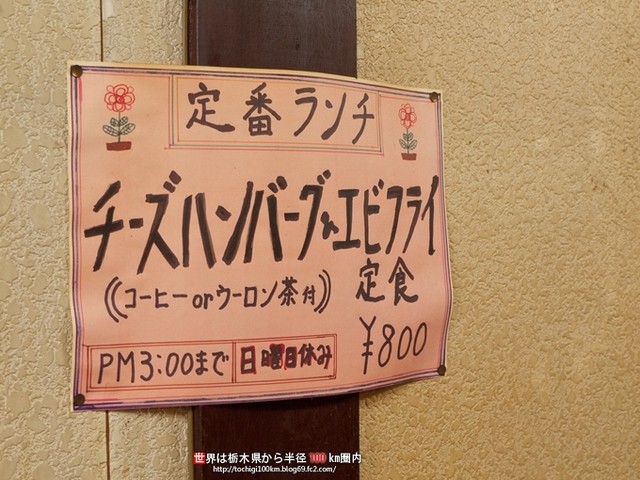 定番ランチ
チーズハンバーグ&エビフライ
定食
((コーヒーorウーロン茶付))
¥800
PM3:00まで 日曜日休み
世界は栃木県から半径100km圏内
http://tochigi100km.blog69.fc2.com/